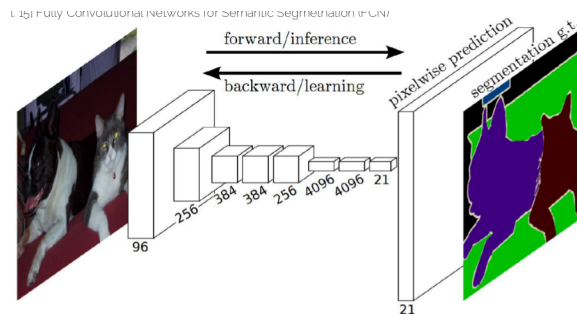 15] Fully Convolutional Networks for Semantic Segmetnation (FCN)
forward/inference
backward/learning
pixelwise prediction
segmentation g.t.
96
256
384
384
256
4096
4096
21
21